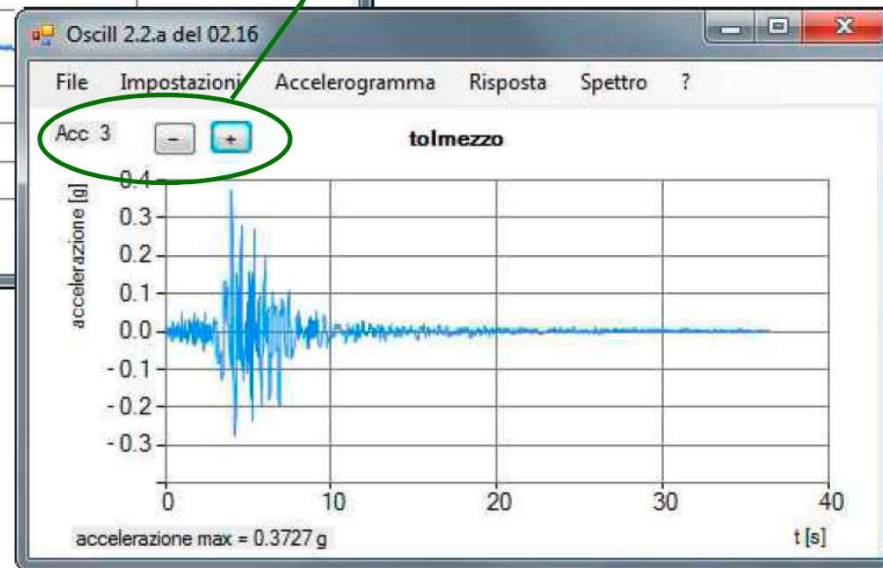 Oscill 2.2.a del 02.16
File Impostazioni Accelerogramma Risposta Spettro ?
Acc 3 - +
tolmezzo
accelerazione [g]
0.4
0.3
0.2
0.1
0.0
-0.1
-0.2
-0.3
0 10 20 30 40
accelerazione max = 0.3727 g
t [s]